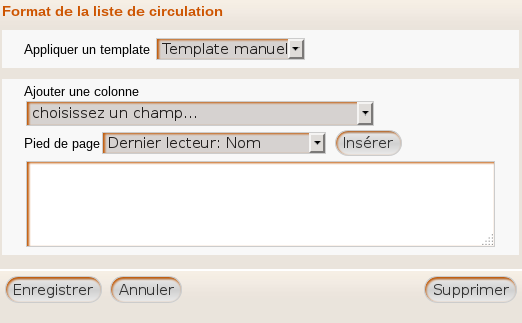 Format de la liste de circulation
Appliquer un template Template manuel
Ajouter une colonne
choisissez un champ...
Pied de page Dernier lecteur: Nom Insérer
Enregistrer Annuler Supprimer